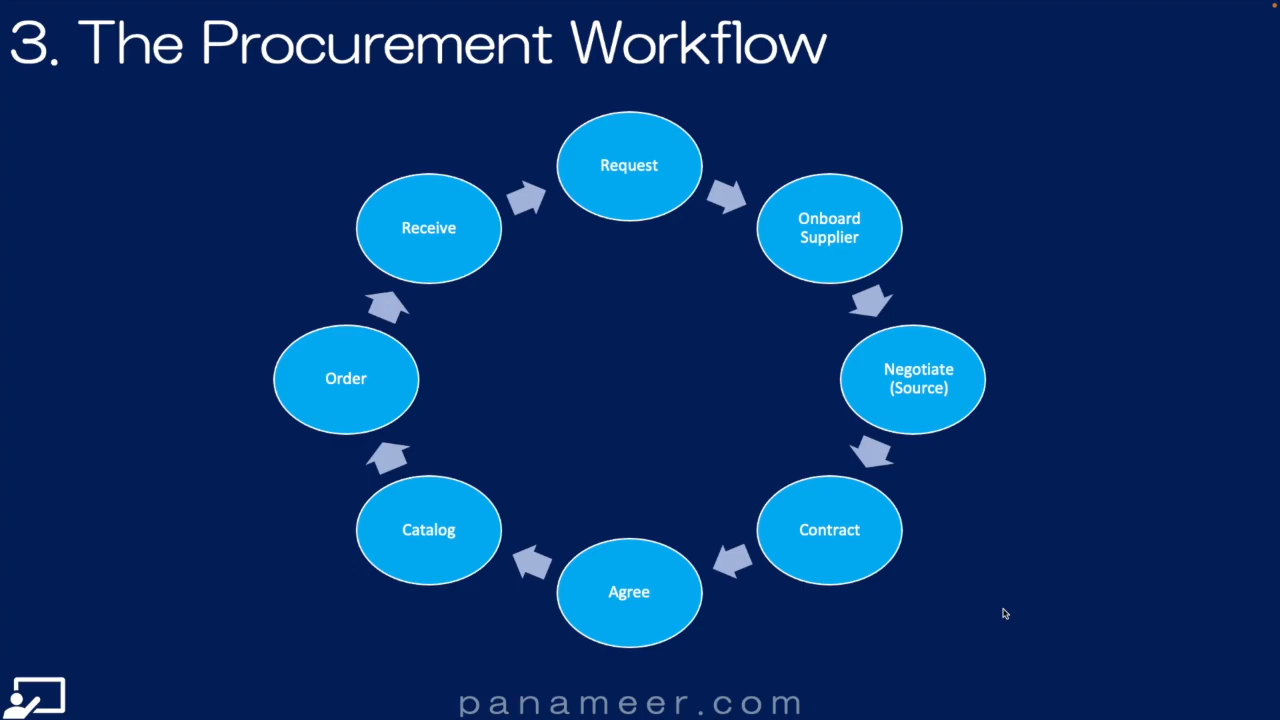 3. The Procurement Workflow
Request
Onboard
Supplier
Negotiate
(Source)
Contract
Agree
Catalog
Order
Receive
panameer.com